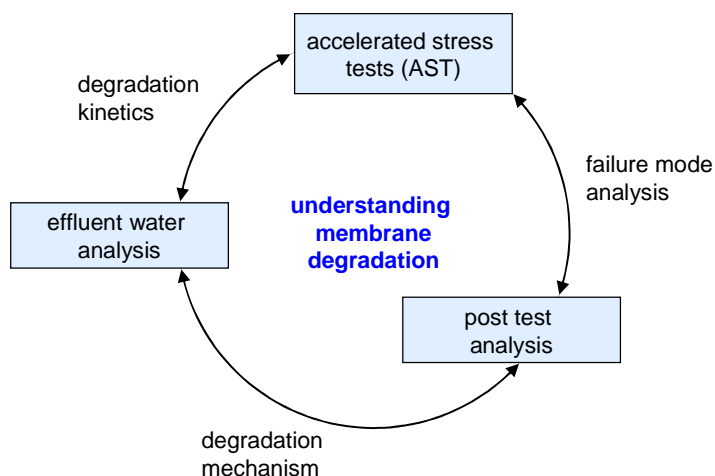 accelerated stress
tests (AST)
degradation
kinetics
failure mode
analysis
effluent water
analysis
understanding
membrane
degradation
post test
analysis
degradation
mechanism